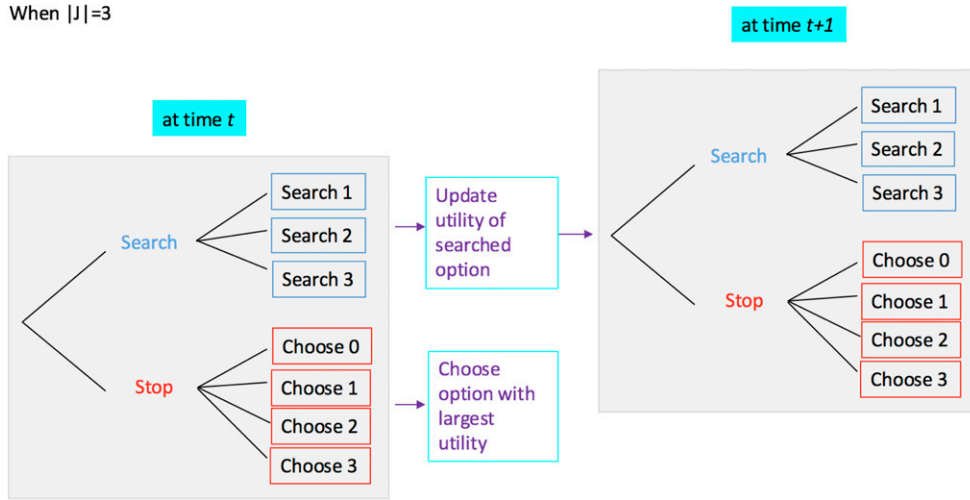 When |J|=3
at time t
Search
Search 1
Search 2
Search 3
Stop
Choose 0
Choose 1
Choose 2
Choose 3
Update
utility of
searched
option
Choose
option with
largest
utility
at time t+1
Search
Search 1
Search 2
Search 3
Stop
Choose 0
Choose 1
Choose 2
Choose 3